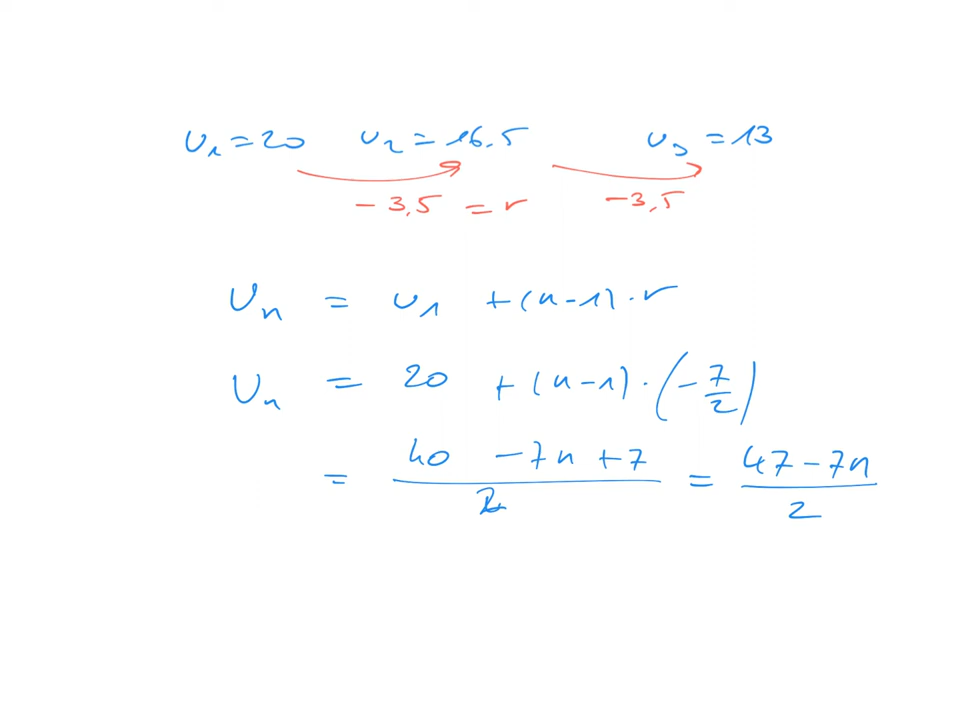 u₁ = 20 u₂ = 16.5 u₃ = 13
-3,5 = r -3,5
Uₙ = u₁ + (n-1) · r
Uₙ = 20 + (n-1) · (-7/2)
= (40 -7n +7)/2 = (47 -7n)/2